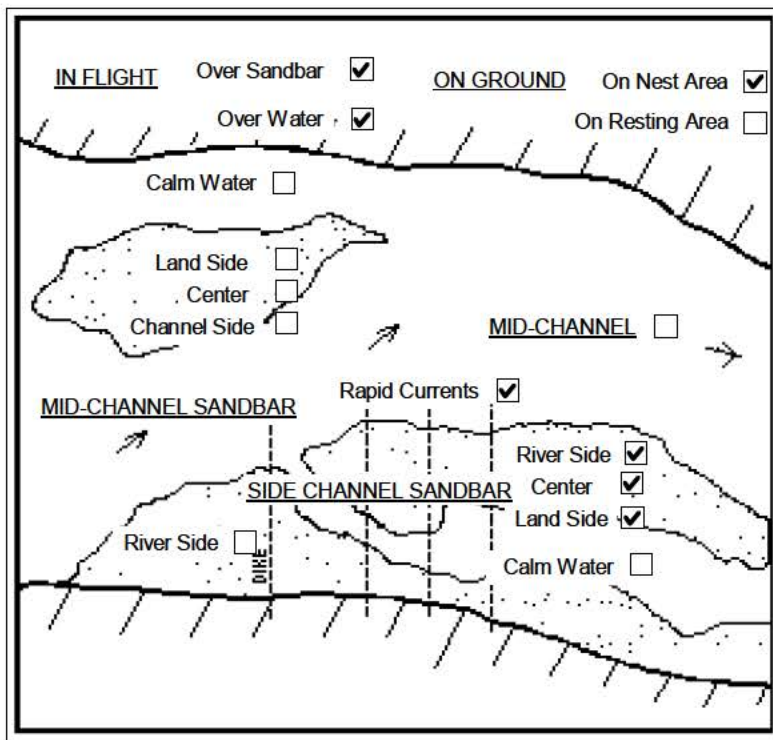 IN FLIGHT Over Sandbar ON GROUND On Nest Area
Over Water On Resting Area
Calm Water
Land Side
Center
Channel Side
MID-CHANNEL
Rapid Currents
MID-CHANNEL SANDBAR
River Side
SIDE CHANNEL SANDBAR Center
Land Side
River Side
DIKE
Calm Water